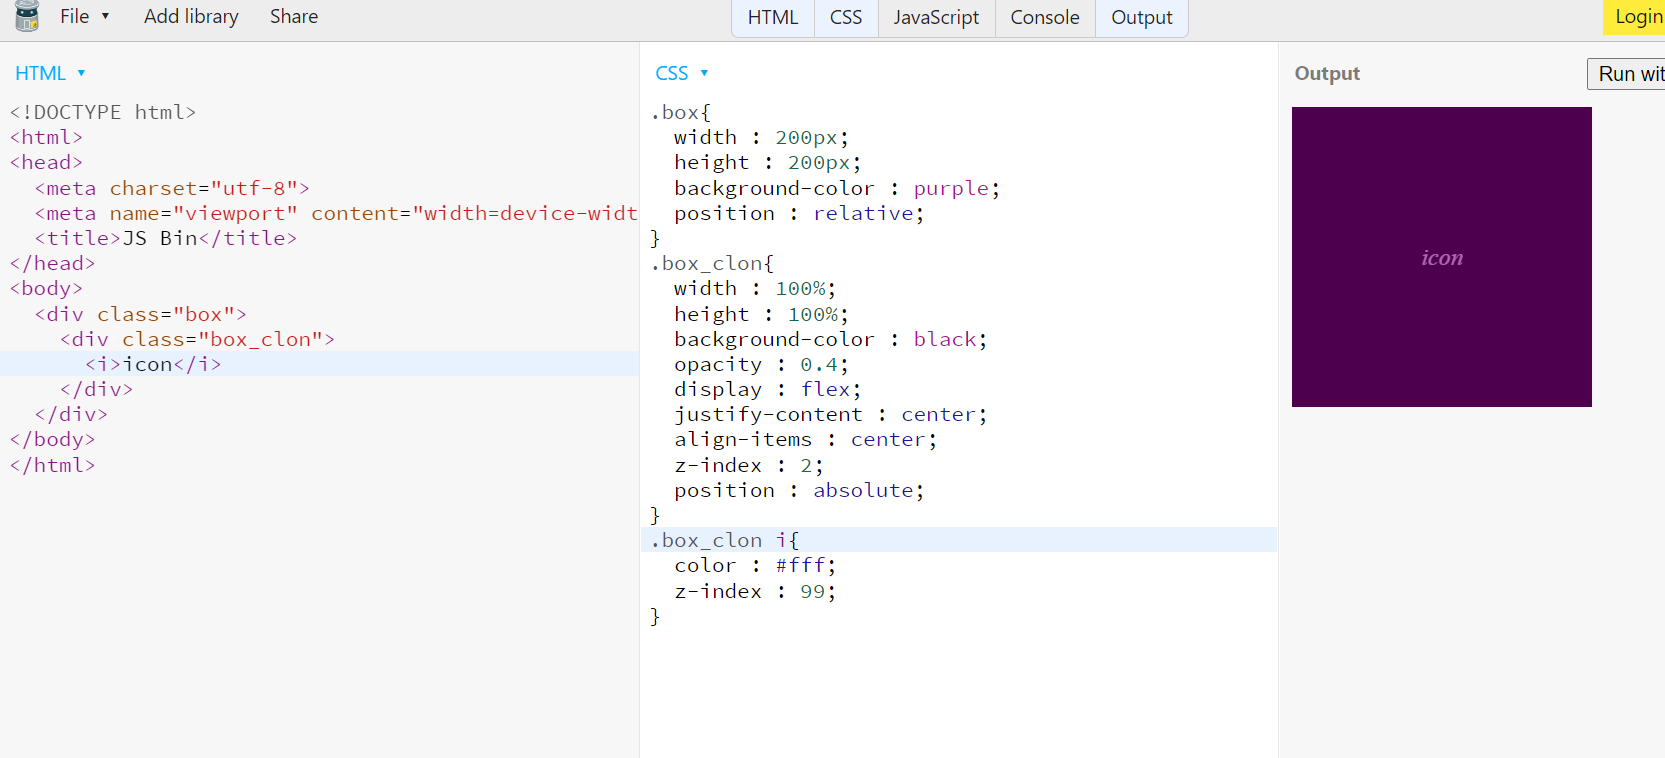 File ▼ Add library Share HTML CSS JavaScript Console Output Login
HTML ▼
<!DOCTYPE html>
<html>
<head>
  <meta charset="utf-8">
  <meta name="viewport" content="width=device-widt
  <title>JS Bin</title>
</head>
<body>
  <div class="box">
    <div class="box_clon">
      <i>icon</i>
    </div>
  </div>
</body>
</html>
CSS ▼
.box{
  width : 200px;
  height : 200px;
  background-color : purple;
  position : relative;
}
.box_clon{
  width : 100%;
  height : 100%;
  background-color : black;
  opacity : 0.4;
  display : flex;
  justify-content : center;
  align-items : center;
  z-index : 2;
  position : absolute;
}
.box_clon i{
  color : #fff;
  z-index : 99;
}
Output Run wit
icon